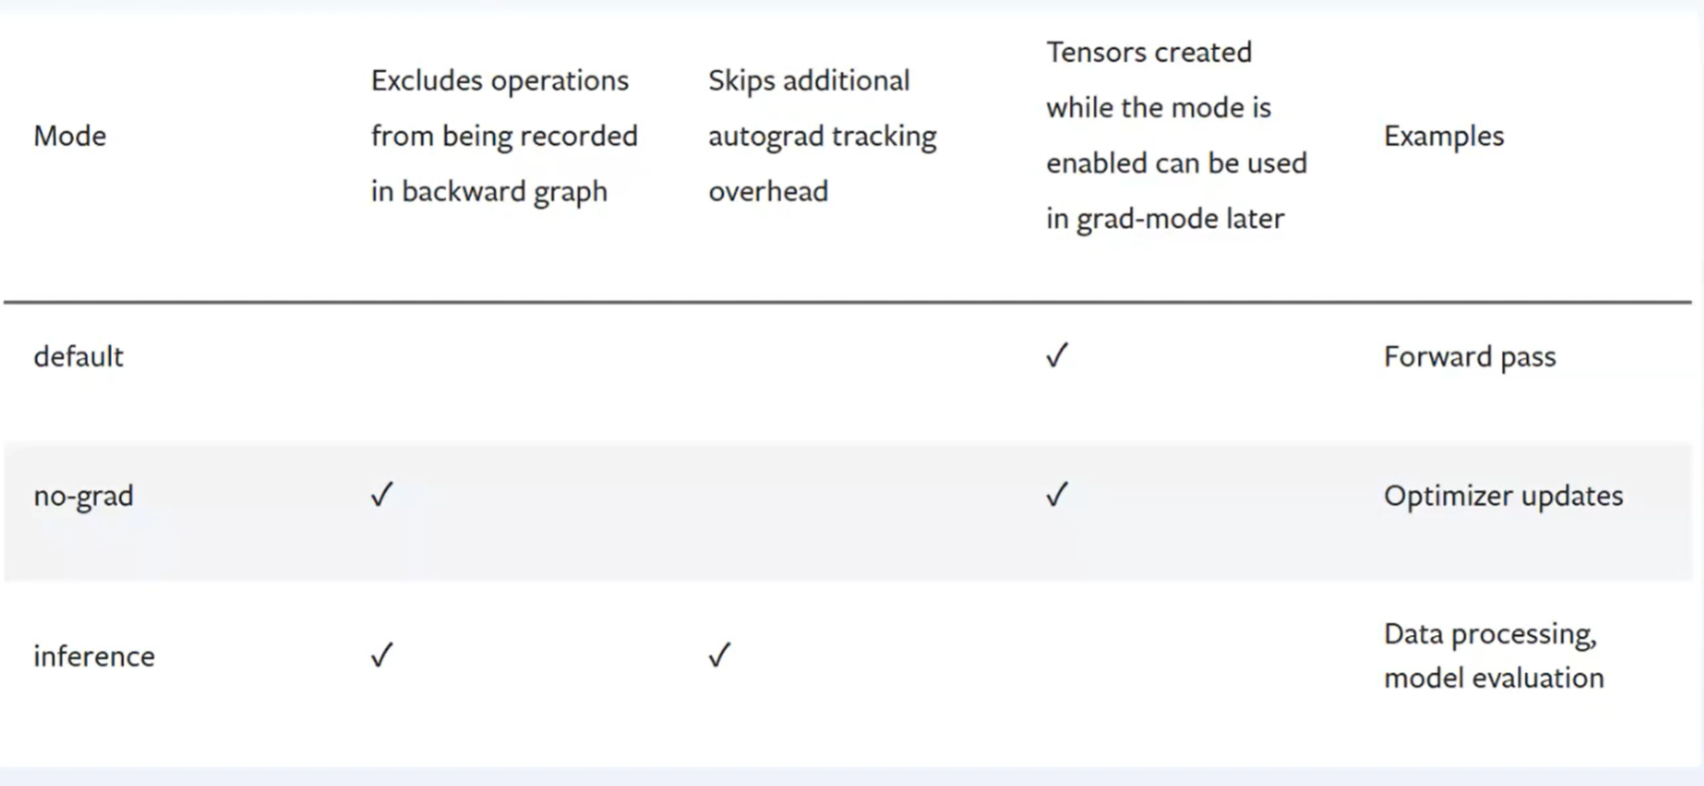 Mode
Excludes operations
from being recorded
in backward graph
Skips additional
autograd tracking
overhead
Tensors created
while the mode is
enabled can be used
in grad-mode later
Examples
default
✓
Forward pass
no-grad
✓
✓
Optimizer updates
inference
✓
✓
Data processing,
model evaluation